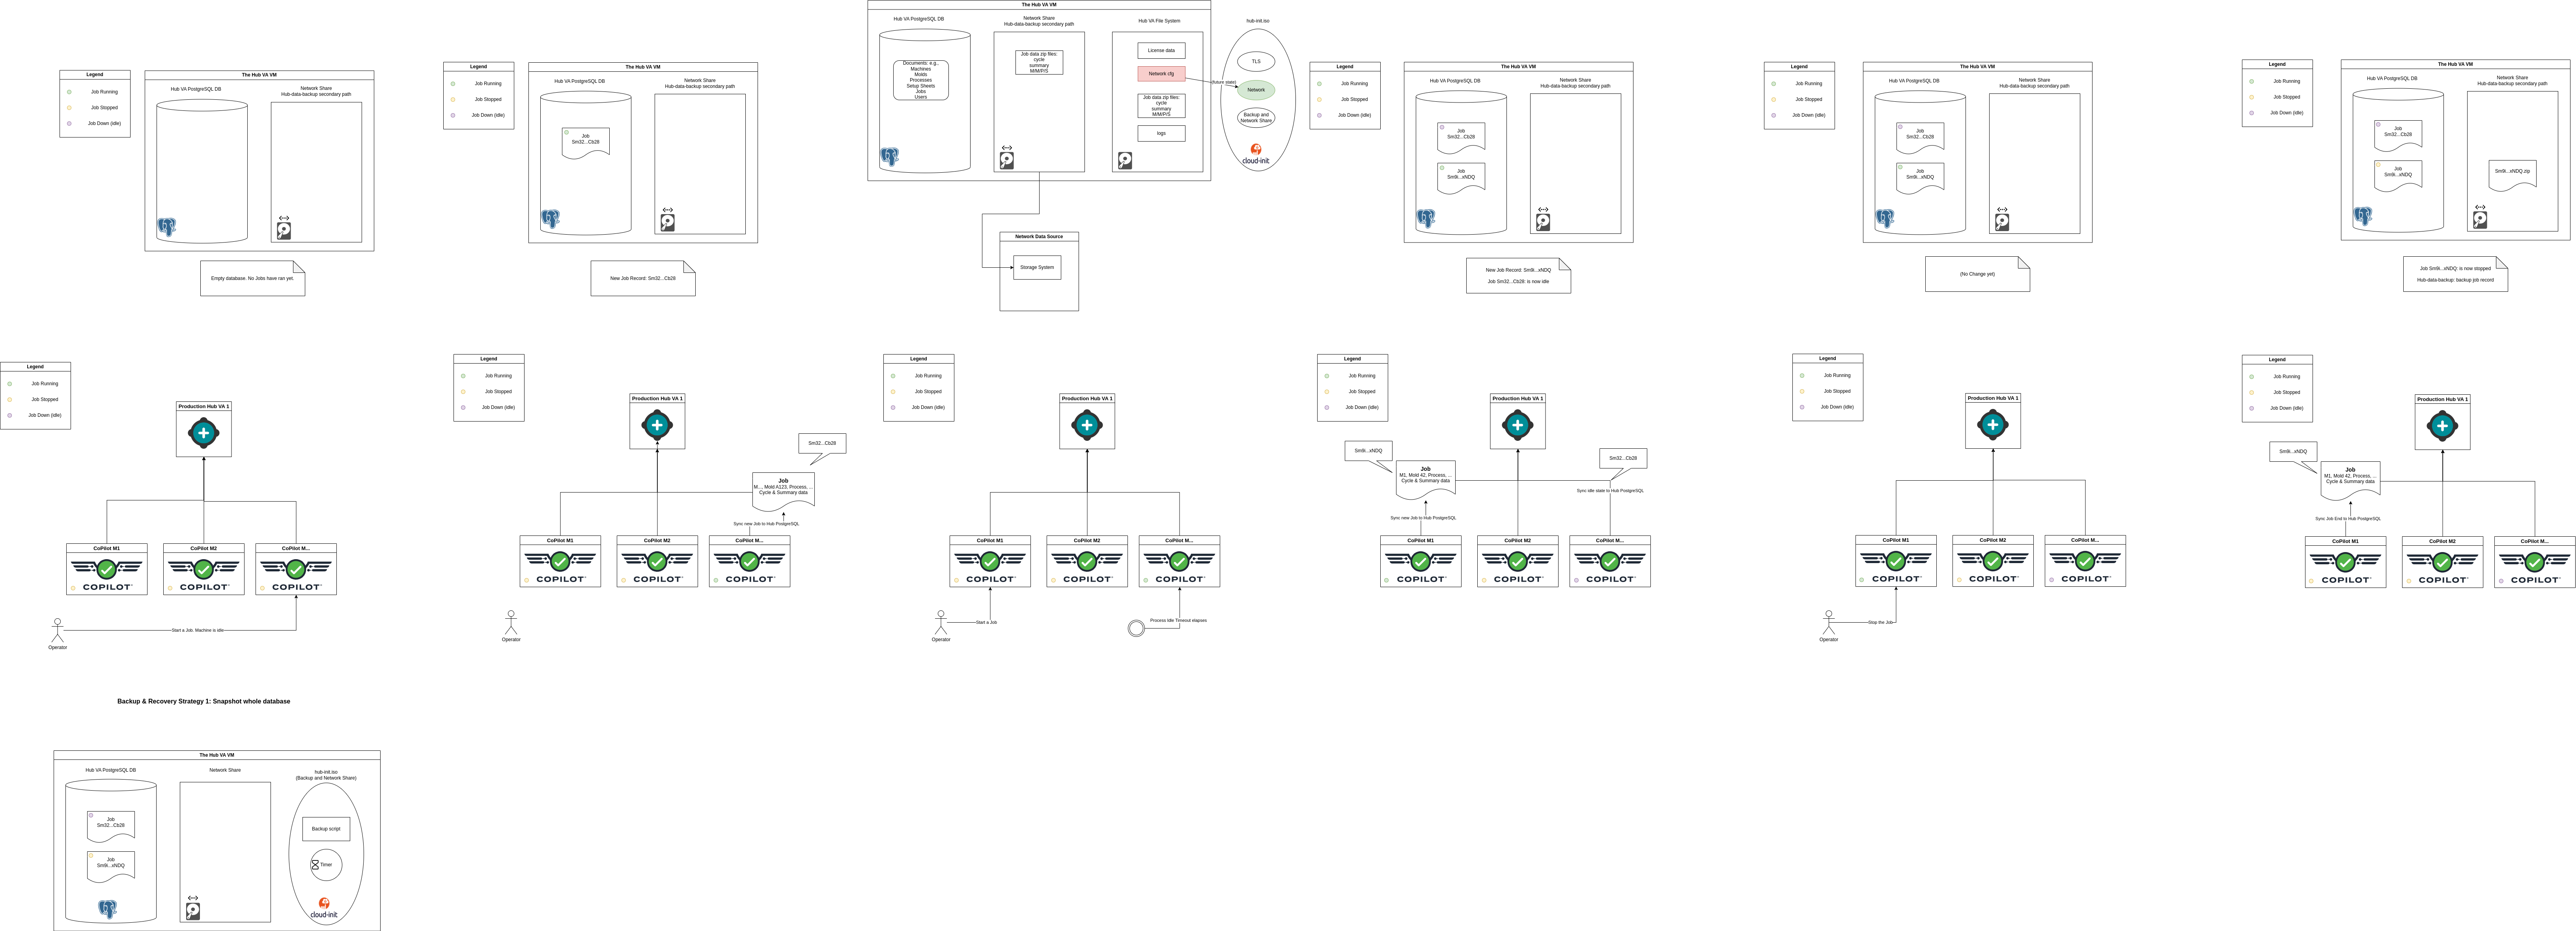 Legend
Job Running
Job Stopped
Job Down (idle)
The Hub VA VM
Hub VA PostgreSQL DB
Network Share
Hub-data-backup secondary path
Empty database. No Jobs have ran yet.
Legend
Job Running
Job Stopped
Job Down (idle)
The Hub VA VM
Hub VA PostgreSQL DB
Network Share
Hub-data-backup secondary path
Job
Sm32...Cb28
New Job Record: Sm32...Cb28
The Hub VA VM
Hub VA PostgreSQL DB
Documents: e.g.,
Machines
Molds
Processes
Setup Sheets
Jobs
Users
Network Share
Hub-data-backup secondary path
Job data zip files:
cycle
summary
M/M/P/S
Hub VA File System
License data
Network cfg
Job data zip files:
cycle
summary
M/M/P/S
logs
(future state)
hub-init.iso
TLS
Network
Backup and
Network Share
cloud-init
Network Data Source
Storage System
Legend
Job Running
Job Stopped
Job Down (idle)
The Hub VA VM
Hub VA PostgreSQL DB
Network Share
Hub-data-backup secondary path
Job
Sm32...Cb28
Job
Sm9i...xNDQ
New Job Record: Sm9i...xNDQ
Job Sm32...Cb28: is now idle
Legend
Job Running
Job Stopped
Job Down (idle)
The Hub VA VM
Hub VA PostgreSQL DB
Network Share
Hub-data-backup secondary path
Job
Sm32...Cb28
Job
Sm9i...xNDQ
(No Change yet)
Legend
Job Running
Job Stopped
Job Down (idle)
The Hub VA VM
Hub VA PostgreSQL DB
Network Share
Hub-data-backup secondary path
Job
Sm32...Cb28
Job
Sm9i...xNDQ
Sm9i...xNDQ.zip
Job Sm9i...xNDQ: is now stopped
Hub-data-backup: backup job record
Legend
Job Running
Job Stopped
Job Down (idle)
Production Hub VA 1
CoPilot M1
COPILOT
CoPilot M2
COPILOT
CoPilot M...
COPILOT
Start a Job. Machine is idle
Operator
Legend
Job Running
Job Stopped
Job Down (idle)
Production Hub VA 1
Sm32...Cb28
Job
M..., Mold A123, Process, ...
Cycle & Summary data
Sync new Job to Hub PostgreSQL
CoPilot M1
COPILOT
CoPilot M2
COPILOT
CoPilot M...
COPILOT
Operator
Legend
Job Running
Job Stopped
Job Down (idle)
Production Hub VA 1
CoPilot M1
COPILOT
CoPilot M2
COPILOT
CoPilot M...
COPILOT
Start a Job
Process Idle Timeout elapses
Operator
Legend
Job Running
Job Stopped
Job Down (idle)
Production Hub VA 1
Sm9i...xNDQ
Job
M1, Mold 42, Process, ...
Cycle & Summary data
Sm32...Cb28
Sync idle state to Hub PostgreSQL
Sync new Job to Hub PostgreSQL
CoPilot M1
COPILOT
CoPilot M2
COPILOT
CoPilot M...
COPILOT
Legend
Job Running
Job Stopped
Job Down (idle)
Production Hub VA 1
CoPilot M1
COPILOT
CoPilot M2
COPILOT
CoPilot M...
COPILOT
Stop the Job
Operator
Legend
Job Running
Job Stopped
Job Down (idle)
Production Hub VA 1
Sm9i...xNDQ
Job
M1, Mold 42, Process, ...
Cycle & Summary data
Sync Job End to Hub PostgreSQL
CoPilot M1
COPILOT
CoPilot M2
COPILOT
CoPilot M...
COPILOT
Backup & Recovery Strategy 1: Snapshot whole database
The Hub VA VM
Hub VA PostgreSQL DB
Job
Sm32...Cb28
Job
Sm9i...xNDQ
Network Share
hub-init.iso
(Backup and Network Share)
Backup script
Timer
cloud-init